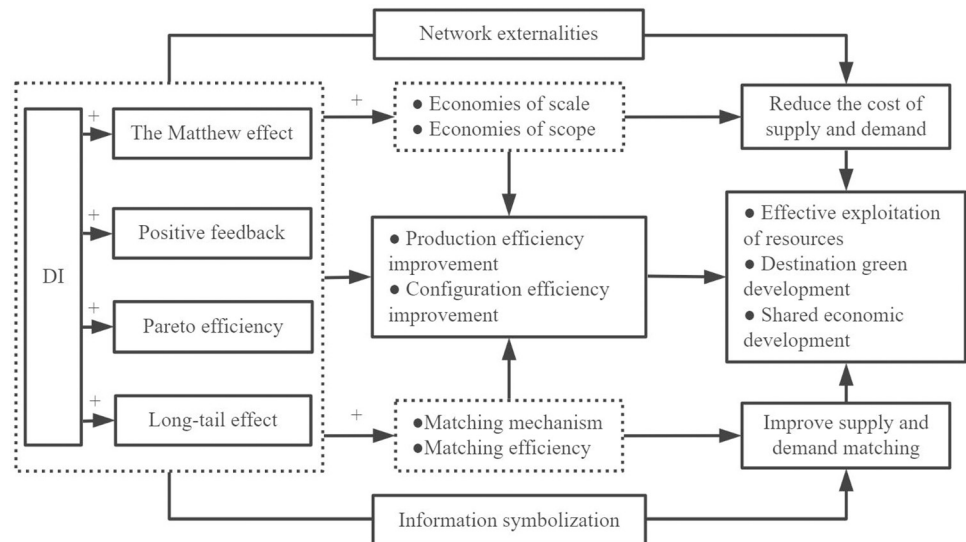 Network externalities
DI
+
The Matthew effect
+
Positive feedback
+
Pareto efficiency
+
Long-tail effect
+
● Economies of scale
● Economies of scope
● Production efficiency
improvement
● Configuration efficiency
improvement
+
●Matching mechanism
●Matching efficiency
Reduce the cost of
supply and demand
● Effective exploitation
of resources
● Destination green
development
● Shared economic
development
Improve supply and
demand matching
Information symbolization